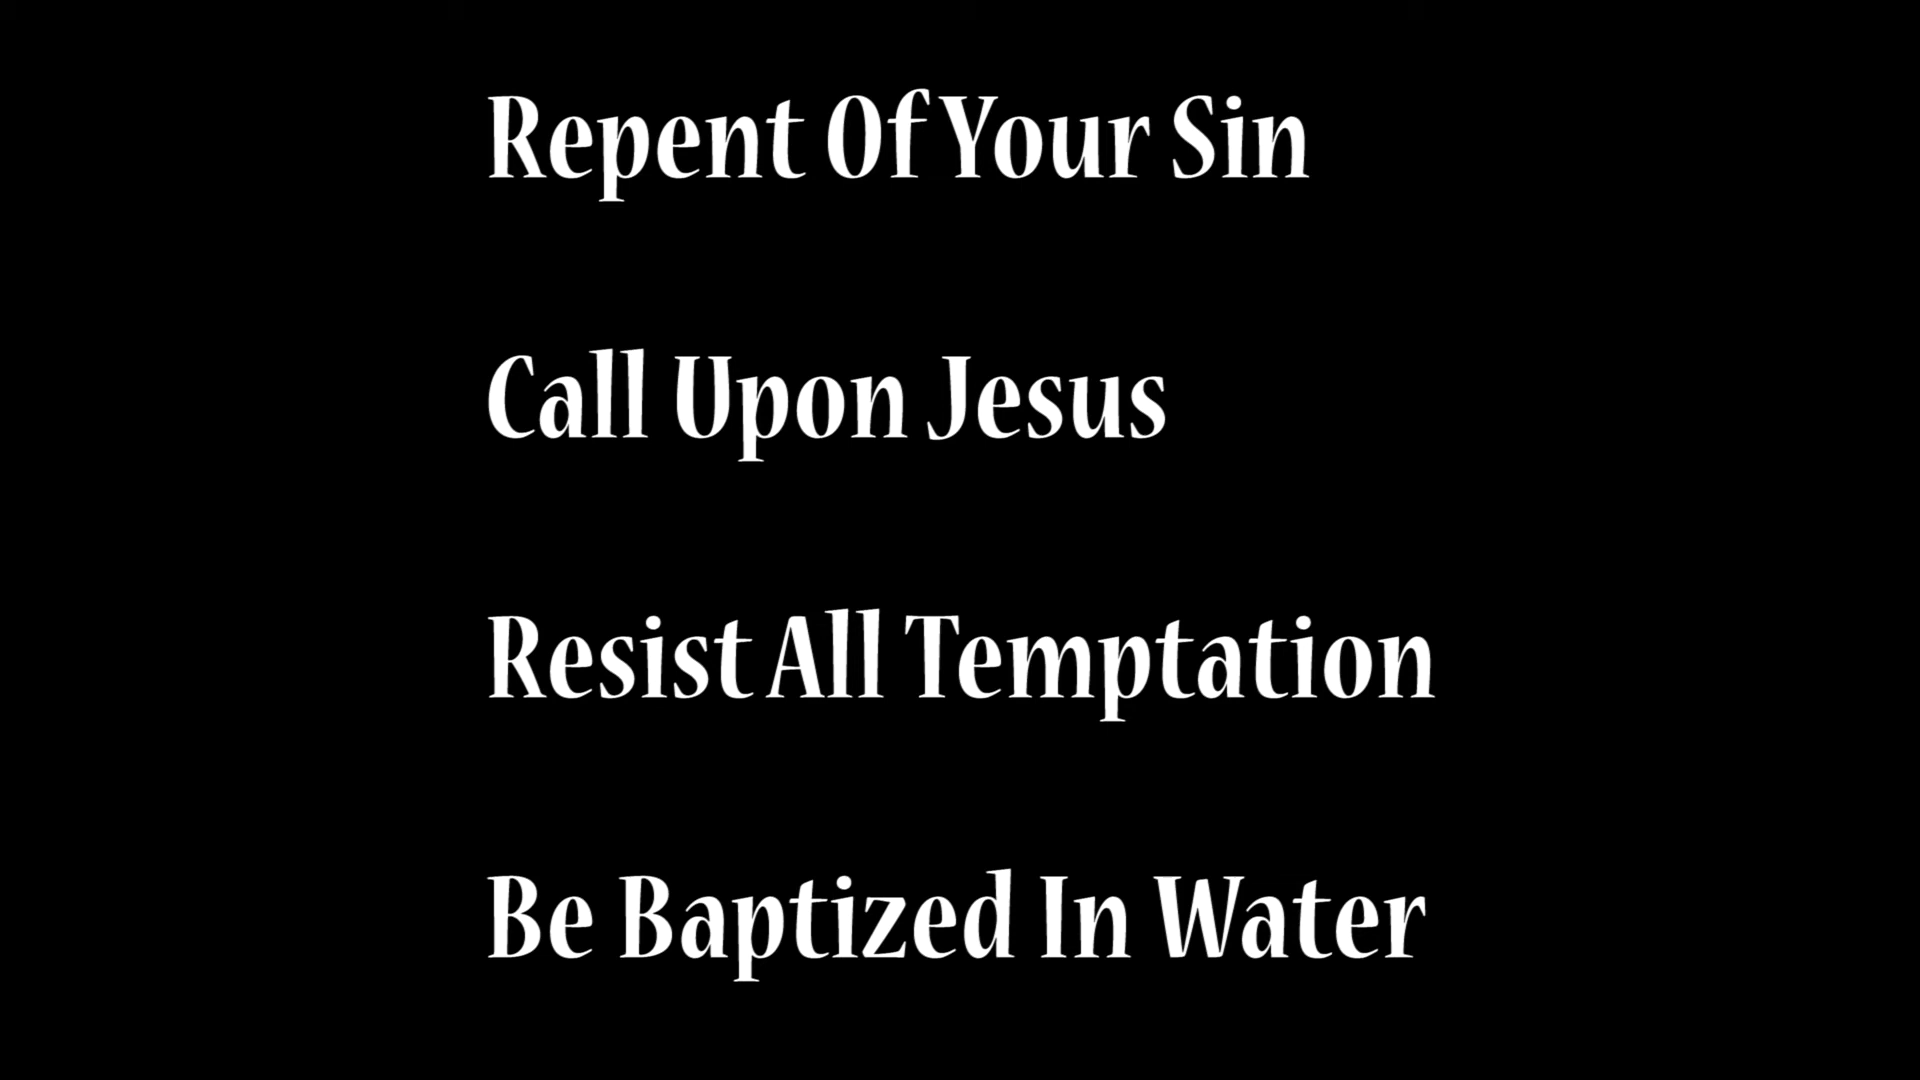 Repent Of Your Sin
Call Upon Jesus
Resist All Temptation
Be Baptized In Water